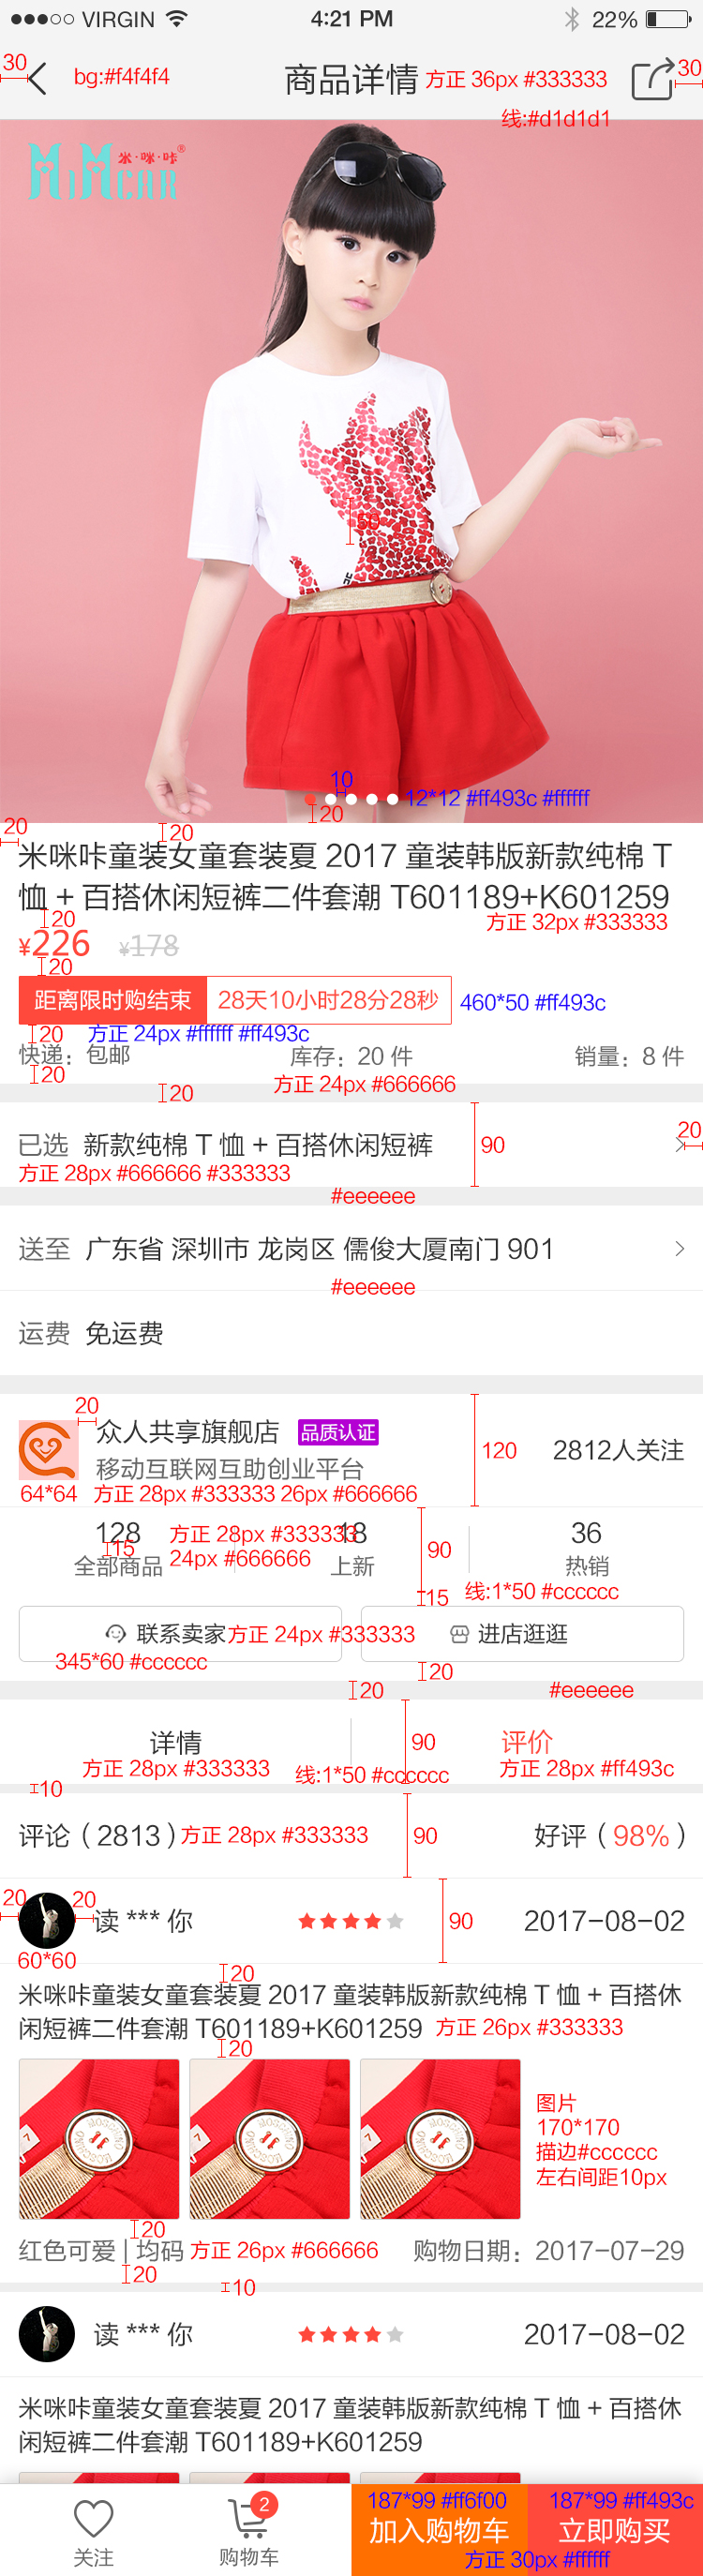 VIRGIN 4:21 PM 22%
30 bg:#f4f4f4 商品详情 方正 36px #333333 30
线:#d1d1d1
米·咪·咔®
MiMCAR
50
10
12*12 #ff493c #ffffff
20
20 20
米咪咔童装女童套装夏 2017 童装韩版新款纯棉 T
恤 + 百搭休闲短裤二件套潮 T601189+K601259
20 方正 32px #333333
¥226 ¥178
20
距离限时购结束 28天10小时28分28秒 460*50 #ff493c
20 方正 24px #ffffff #ff493c
快递：包邮 库存：20 件 销量：8 件
20 方正 24px #666666
20
已选 新款纯棉 T 恤 + 百搭休闲短裤 90 20
方正 28px #666666 #333333
#eeeeee
送至 广东省 深圳市 龙岗区 儒俊大厦南门 901
#eeeeee
运费 免运费
20
众人共享旗舰店 品质认证
移动互联网互助创业平台 120 2812人关注
64*64 方正 28px #333333 26px #666666
128 方正 28px #333333 18 36
15 24px #666666 90
全部商品 上新 热销
15 线:1*50 #cccccc
联系卖家 方正 24px #333333 进店逛逛
345*60 #cccccc 20
20 #eeeeee
详情 90 评价
方正 28px #333333 线:1*50 #cccccc 方正 28px #ff493c
10
评论（2813）方正 28px #333333 90 好评（98%）
20 20 读 *** 你 90 2017-08-02
60*60
20
米咪咔童装女童套装夏 2017 童装韩版新款纯棉 T 恤 + 百搭休
闲短裤二件套潮 T601189+K601259 方正 26px #333333
20
图片
170*170
描边#cccccc
左右间距10px
20
红色可爱 | 均码 方正 26px #666666 购物日期：2017-07-29
20
10
读 *** 你 2017-08-02
米咪咔童装女童套装夏 2017 童装韩版新款纯棉 T 恤 + 百搭休
闲短裤二件套潮 T601189+K601259
2 187*99 #ff6f00 187*99 #ff493c
关注 购物车 加入购物车 立即购买
方正 30px #ffffff